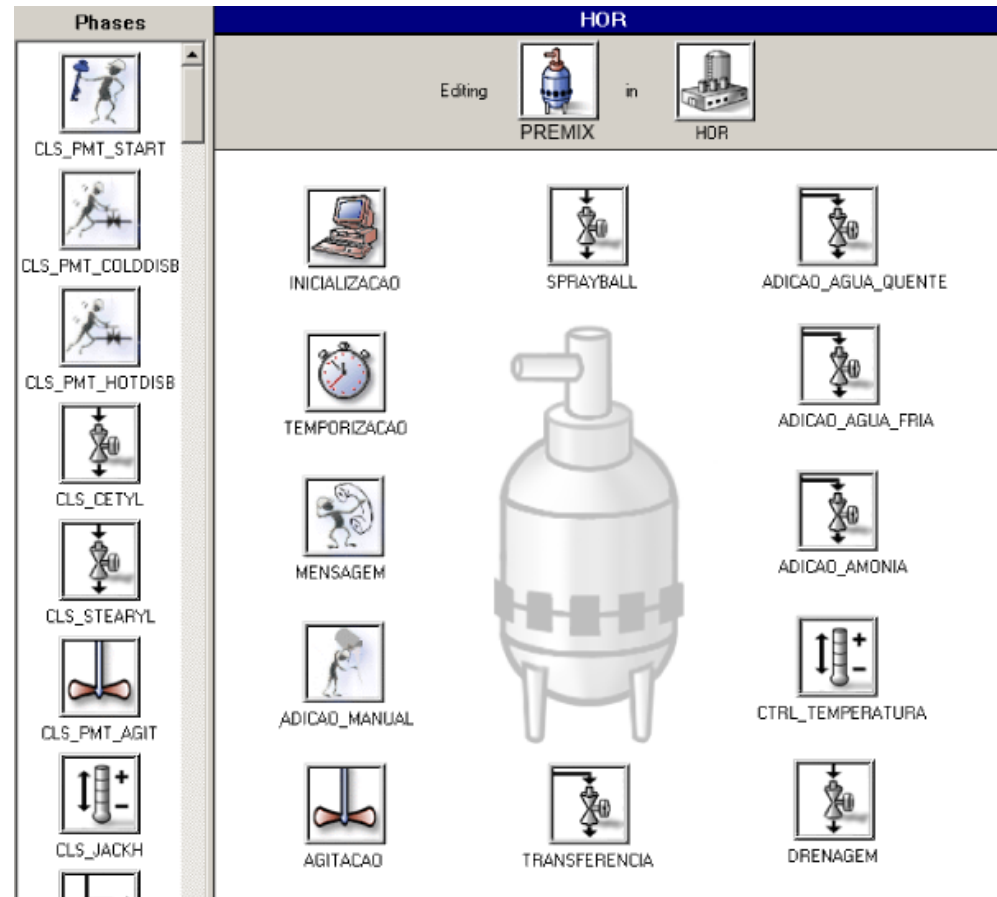 Phases
CLS_PMT_START
CLS_PMT_COLDDISB
CLS_PMT_HOTDISB
CLS_CETYL
CLS_STEARYL
CLS_PMT_AGIT
CLS_JACKH
HOR
Editing
PREMIX
in
HOR
INICIALIZACAO
SPRAYBALL
ADICAO_AGUA_QUENTE
TEMPORIZACAO
ADICAO_AGUA_FRIA
MENSAGEM
ADICAO_AMONIA
ADICAO_MANUAL
CTRL_TEMPERATURA
AGITACAO
TRANSFERENCIA
DRENAGEM